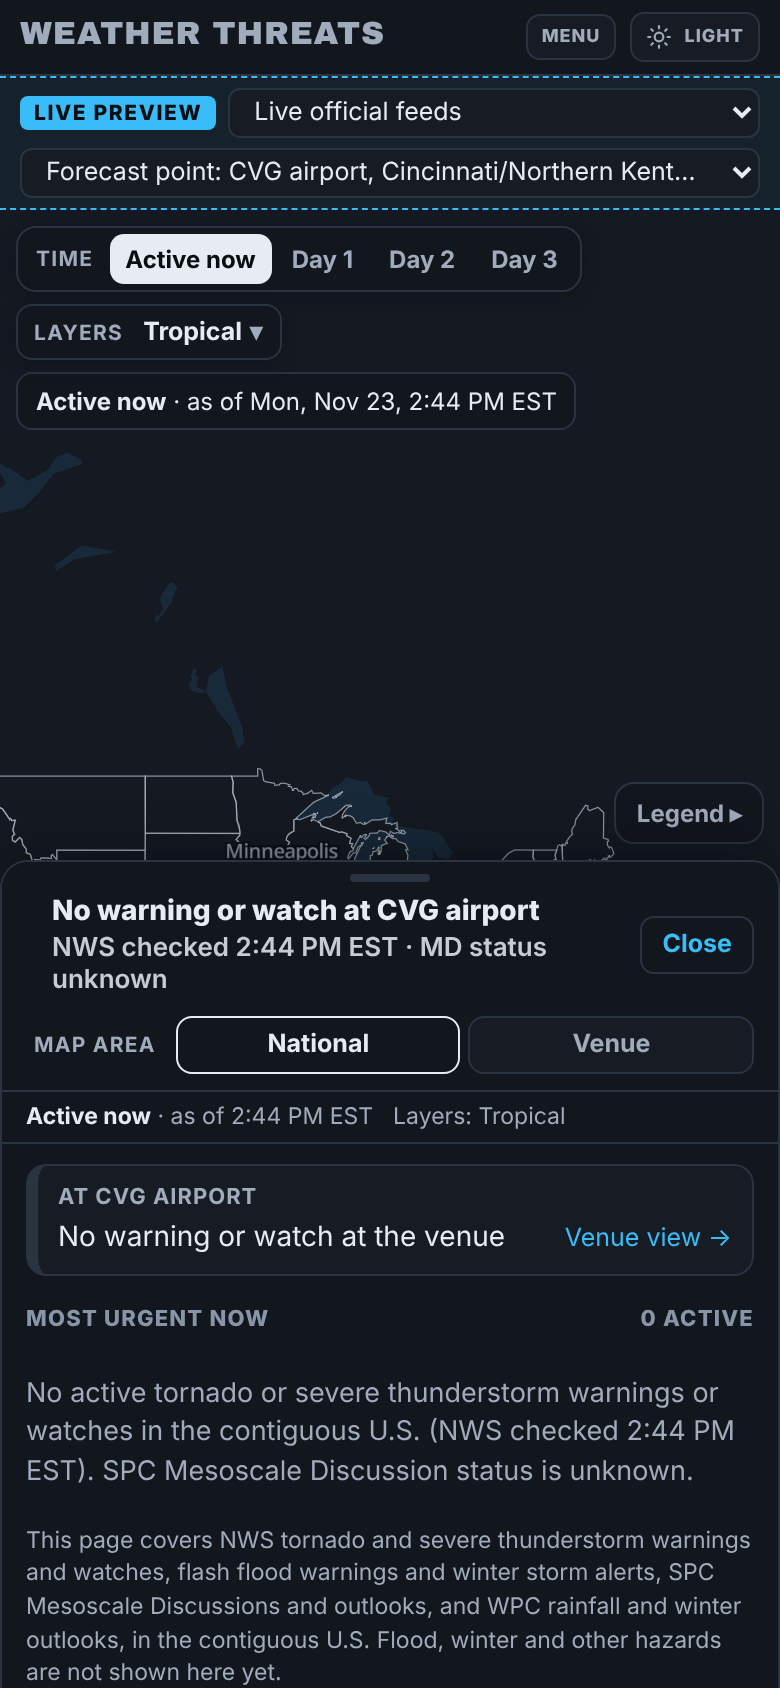 WEATHER THREATS
MENU
LIGHT
LIVE PREVIEW
Live official feeds
Forecast point: CVG airport, Cincinnati/Northern Kent...
TIME
Active now
Day 1
Day 2
Day 3
LAYERS
Tropical ▾
Active now · as of Mon, Nov 23, 2:44 PM EST
Minneapolis
Legend ▸
No warning or watch at CVG airport
NWS checked 2:44 PM EST · MD status
unknown
Close
MAP AREA
National
Venue
Active now · as of 2:44 PM EST Layers: Tropical
AT CVG AIRPORT
No warning or watch at the venue
Venue view →
MOST URGENT NOW
0 ACTIVE
No active tornado or severe thunderstorm warnings or
watches in the contiguous U.S. (NWS checked 2:44 PM
EST). SPC Mesoscale Discussion status is unknown.
This page covers NWS tornado and severe thunderstorm warnings
and watches, flash flood warnings and winter storm alerts, SPC
Mesoscale Discussions and outlooks, and WPC rainfall and winter
outlooks, in the contiguous U.S. Flood, winter and other hazards
are not shown here yet.